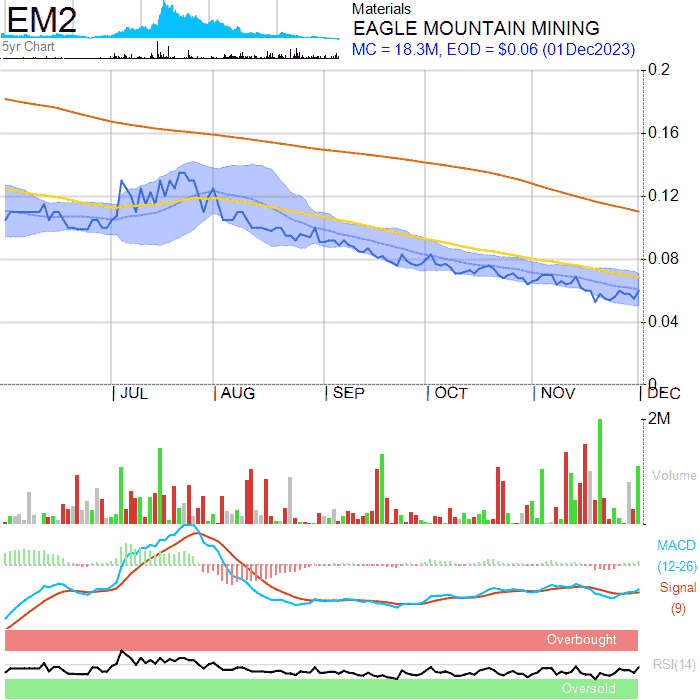 EM2
5yr Chart
Materials
EAGLE MOUNTAIN MINING
MC = 18.3M, EOD = $0.06 (01Dec2023)
0.2
0.16
0.12
0.08
0.04
0
JUL AUG SEP OCT NOV DEC
2M
Volume
MACD
(12-26)
Signal
(9)
Overbought
RSI(14)
Oversold